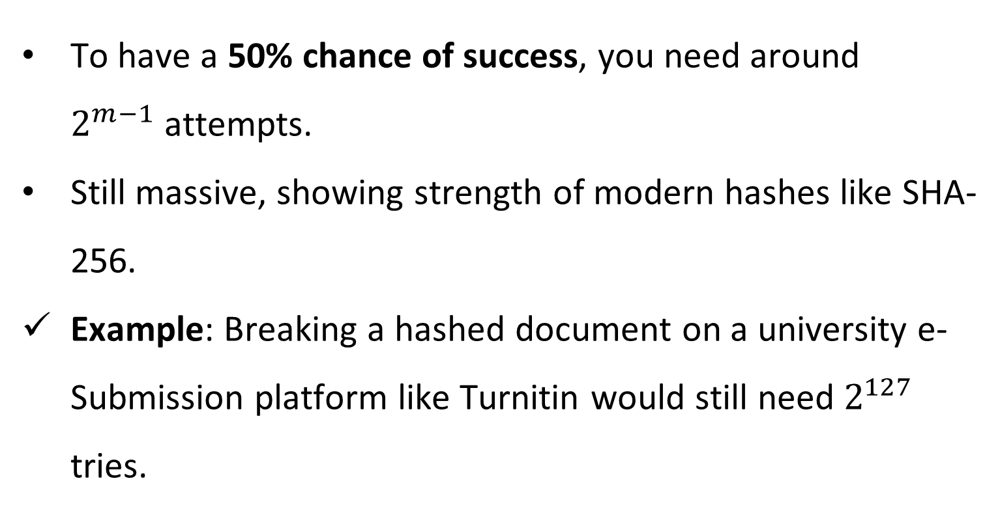 • To have a 50% chance of success, you need around
2^{m−1} attempts.
• Still massive, showing strength of modern hashes like SHA-
256.
✓ Example: Breaking a hashed document on a university e-
Submission platform like Turnitin would still need 2^{127}
tries.